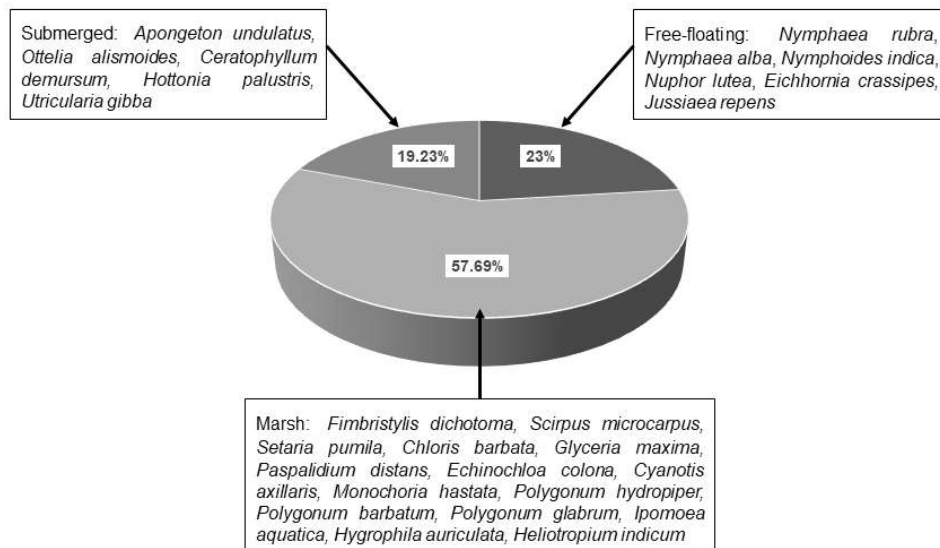 Submerged: Apongeton undulatus,
Ottelia alismoides, Ceratophyllum
demursum, Hottonia palustris,
Utricularia gibba
Free-floating: Nymphaea rubra,
Nymphaea alba, Nymphoides indica,
Nuphor lutea, Eichhornia crassipes,
Jussiaea repens
19.23%
23%
57.69%
Marsh: Fimbristylis dichotoma, Scirpus microcarpus,
Setaria pumila, Chloris barbata, Glyceria maxima,
Paspalidium distans, Echinochloa colona, Cyanotis
axillaris, Monochoria hastata, Polygonum hydropiper,
Polygonum barbatum, Polygonum glabrum, Ipomoea
aquatica, Hygrophila auriculata, Heliotropium indicum